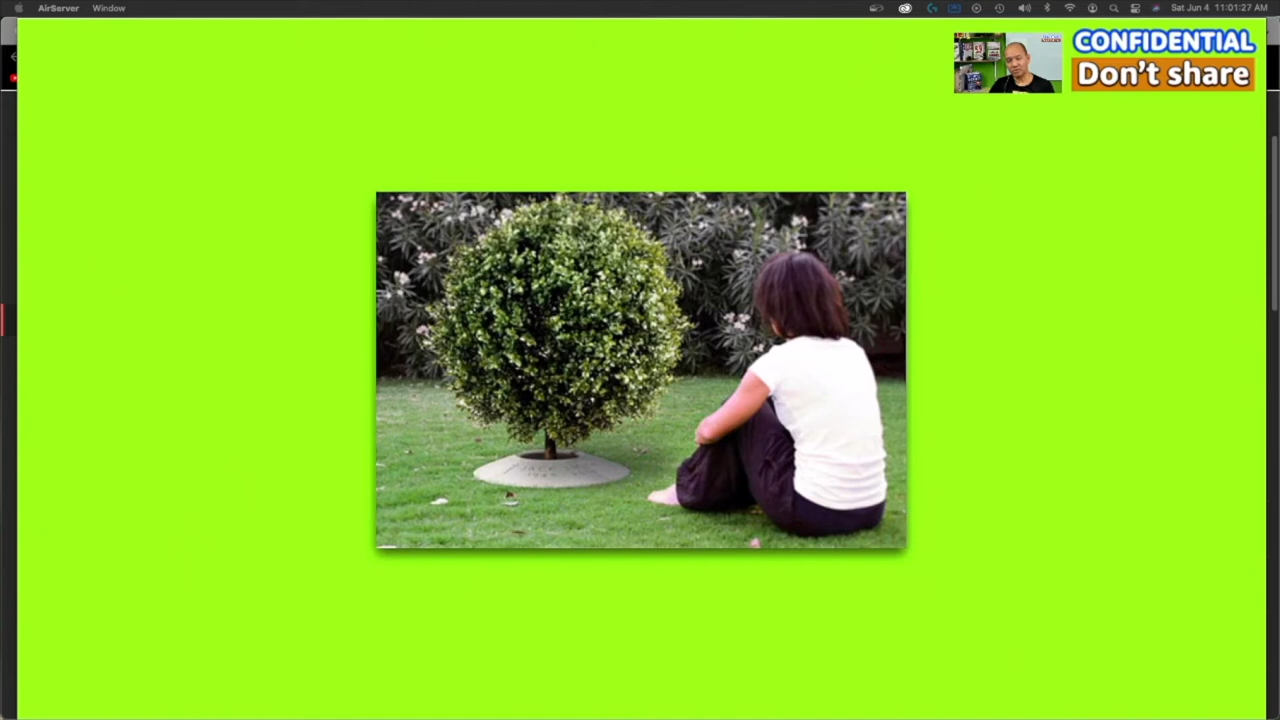 AirServer Window
Sat Jun 4 11:01:27 AM
CONFIDENTIAL
Don't share